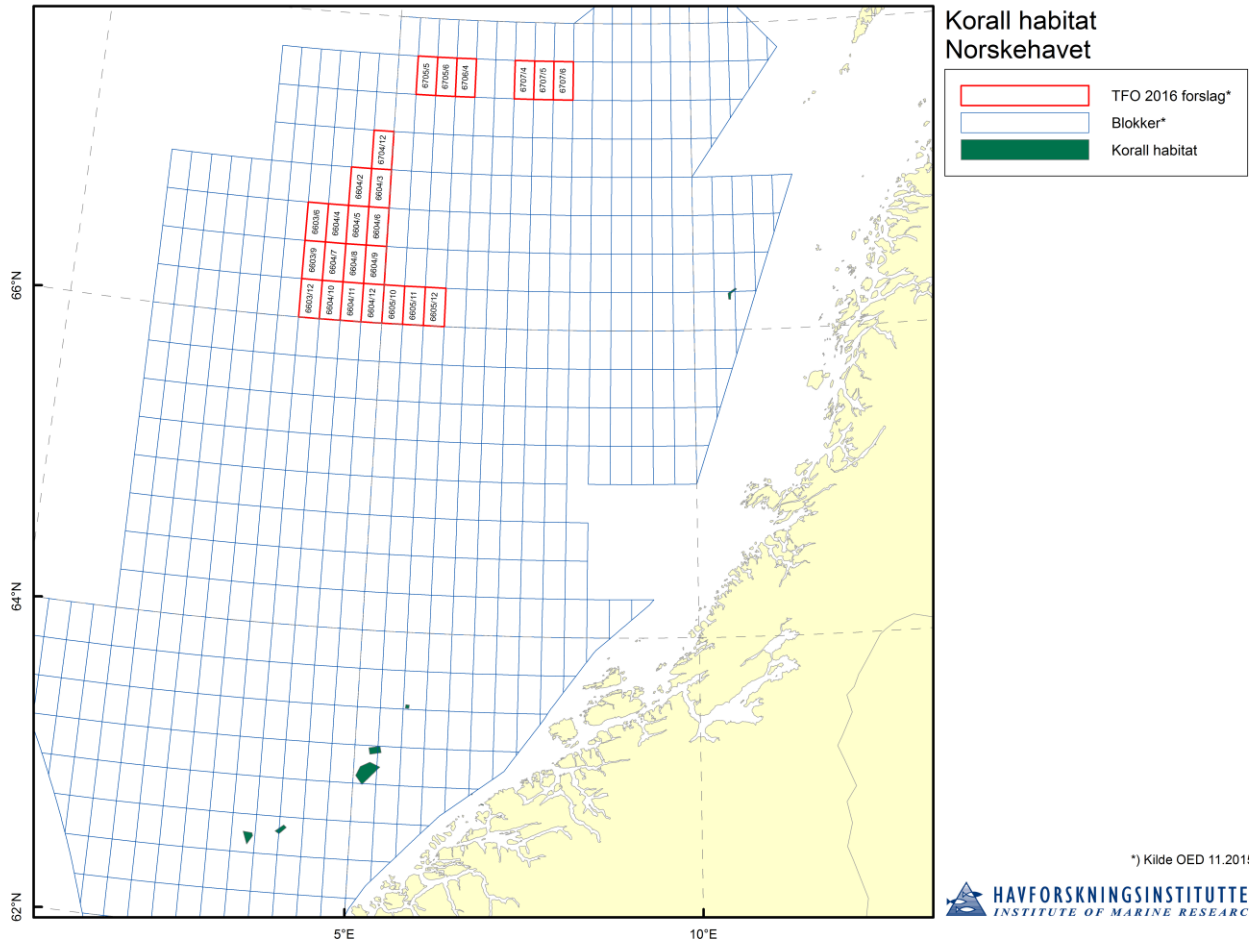 Korall habitat
Norskehavet
TFO 2016 forslag*
Blokker*
Korall habitat
6705/5
6705/6
6706/4
6707/4
6707/5
6707/6
6704/12
6604/2
6604/3
6603/6
6604/4
6604/5
6604/6
6603/9
6604/7
6604/8
6604/9
6603/12
6604/10
6604/11
6604/12
6605/10
6605/11
6605/12
66°N
64°N
62°N
5°E
10°E
*) Kilde OED 11.2015
HAVFORSKNINGSINSTITUTTE
INSTITUTE OF MARINE RESEARC